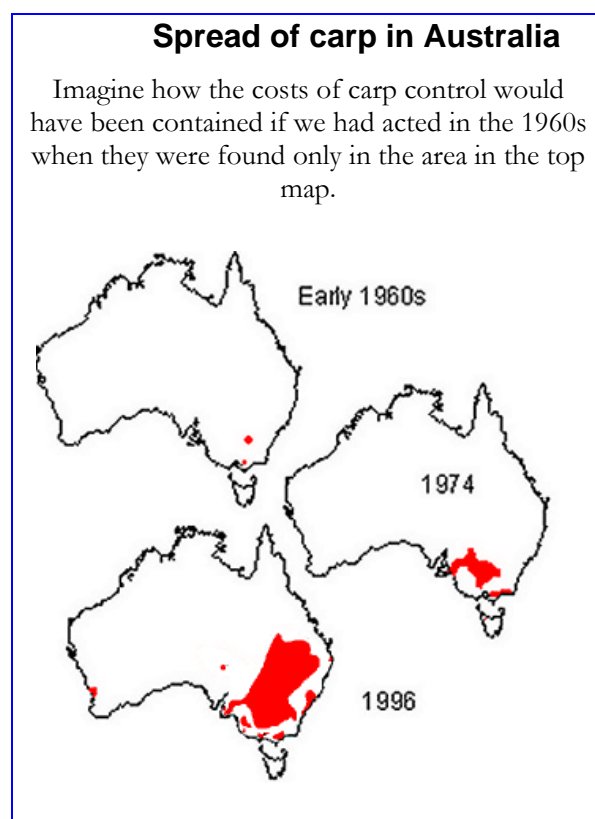 Spread of carp in Australia
Imagine how the costs of carp control would
have been contained if we had acted in the 1960s
when they were found only in the area in the top
map.
Early 1960s
1974
1996